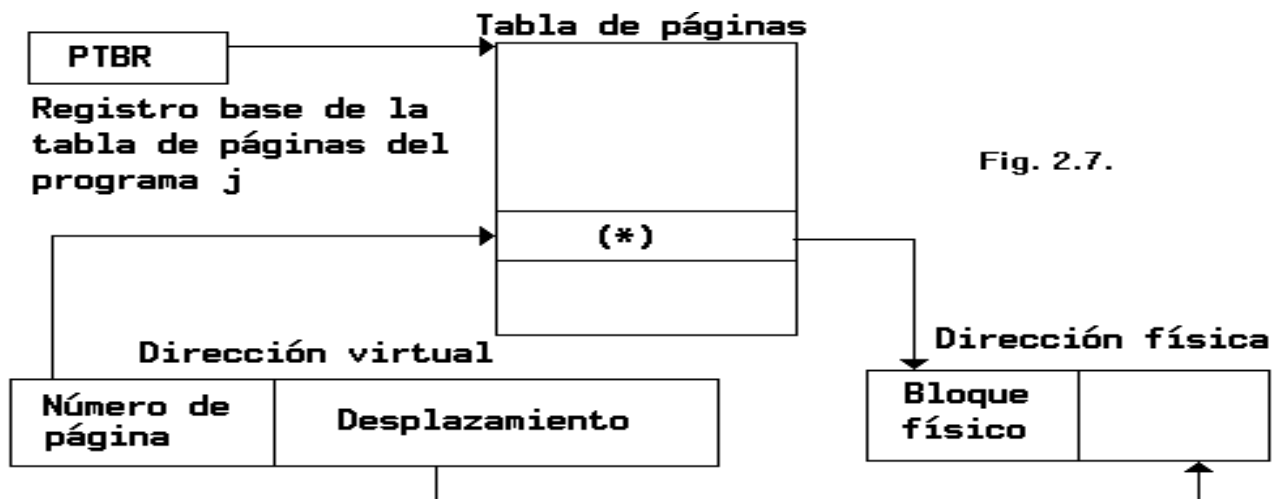 Tabla de páginas
PTBR
Registro base de la
tabla de páginas del
programa j
Fig. 2.7.
(*)
Dirección virtual
Dirección física
Número de
página
Desplazamiento
Bloque
físico